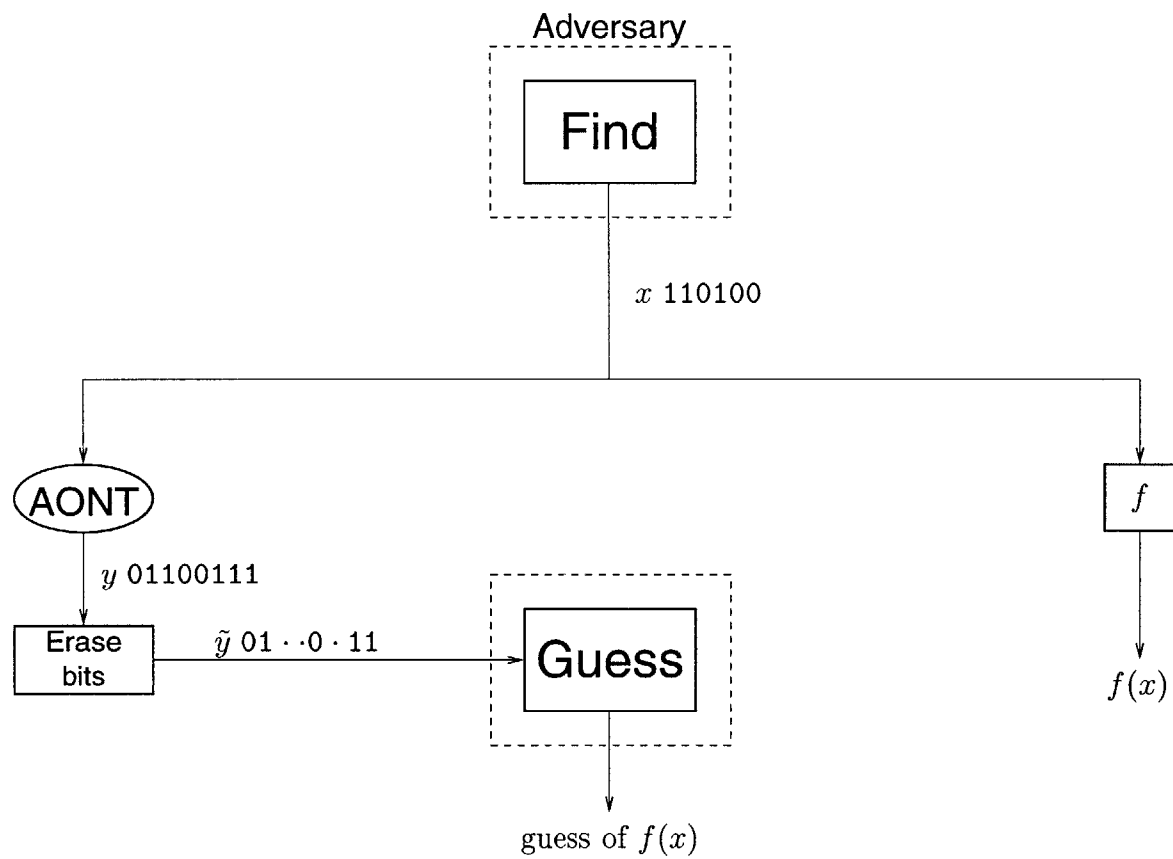 Adversary
Find
x 110100
AONT
f
y 01100111
Erase
bits
ỹ 01 · ·0 · 11
Guess
f(x)
guess of f(x)